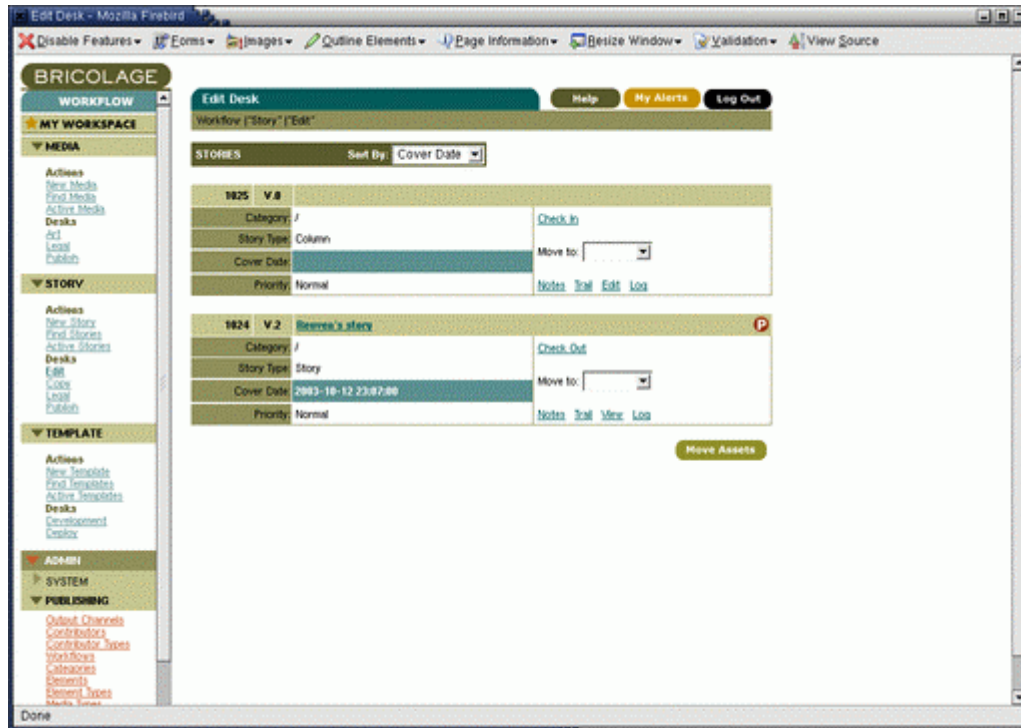 Edit Desk - Mozilla Firebird
Disable Features Forms Images Outline Elements Page Information Resize Window Validation View Source
BRICOLAGE
WORKFLOW
MY WORKSPACE
MEDIA
Actions
New Media
Find Media
Active Media
Desks
Art
Legal
Publish
STORY
Actions
New Story
Find Stories
Active Stories
Desks
Edit
Copy
Legal
Publish
TEMPLATE
Actions
New Template
Find Templates
Active Templates
Desks
Development
Deploy
ADMIN
SYSTEM
PUBLISHING
Output Channels
Contributors
Contributor Types
Workflows
Categories
Elements
Element Types
Media Types
Edit Desk Help My Alerts Log Out
Workflow | "Story" | "Edit"
STORIES Sort By: Cover Date
1025 V.0
Category: / Check In
Story Type: Column
Move to:
Cover Date:
Priority: Normal Notes Trail Edit Log
1024 V.2 story P
Category: / Check Out
Story Type: Story
Move to:
Cover Date: 2003-10-12 23:07:00
Priority: Normal Notes Trail View Log
Move Assets
Done